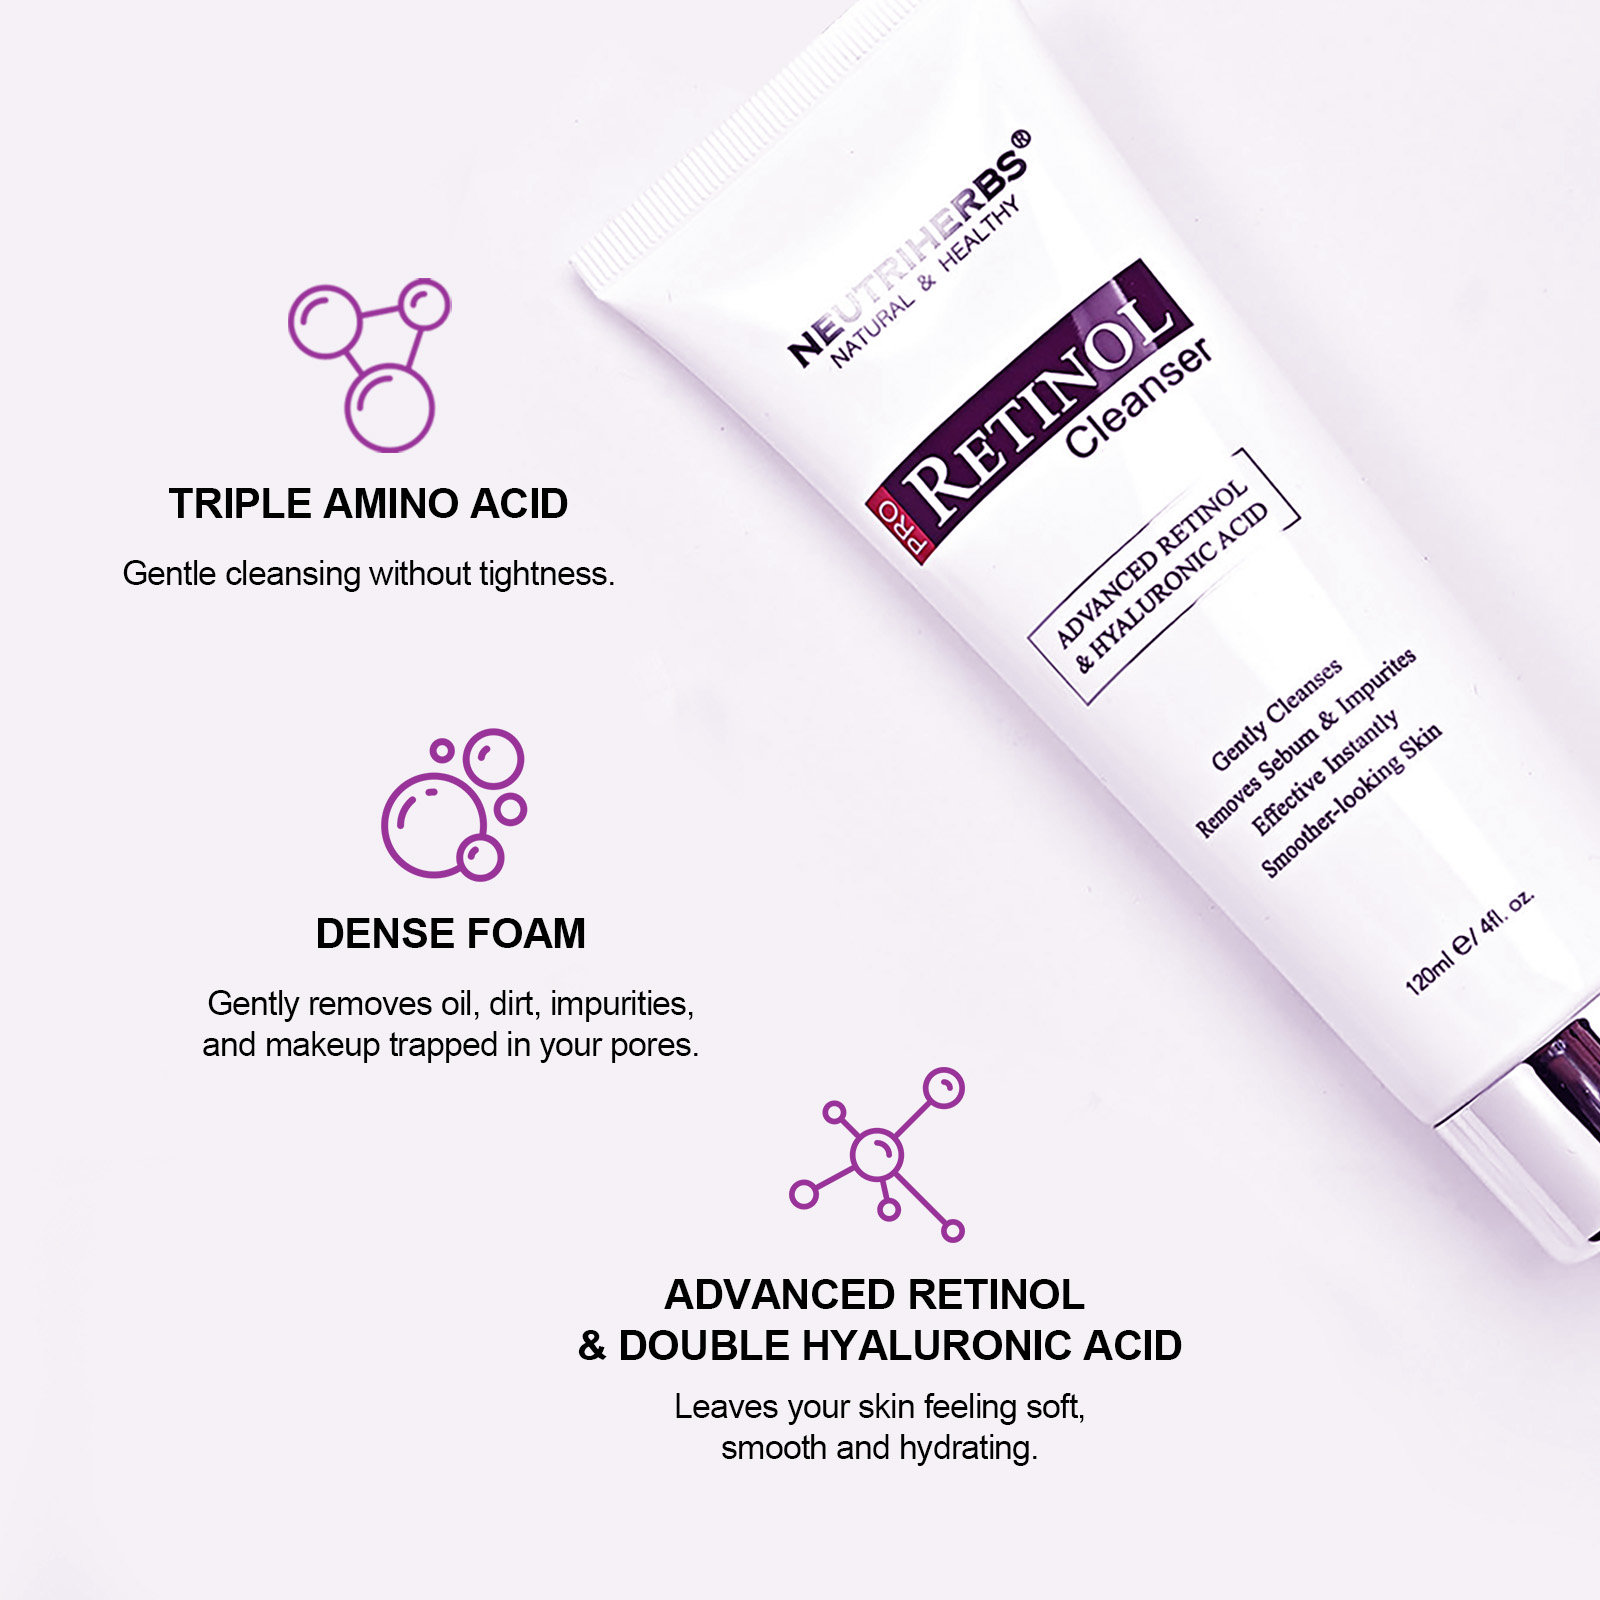 NEUTRIHERBS®
NATURAL & HEALTHY
PRO RETINOL
Cleanser
ADVANCED RETINOL
& HYALURONIC ACID
Gently Cleanses
Removes Sebum & Impurites
Effective Instantly
Smoother-looking Skin
120ml e/ 4fl. oz.
TRIPLE AMINO ACID
Gentle cleansing without tightness.
DENSE FOAM
Gently removes oil, dirt, impurities,
and makeup trapped in your pores.
ADVANCED RETINOL
& DOUBLE HYALURONIC ACID
Leaves your skin feeling soft,
smooth and hydrating.